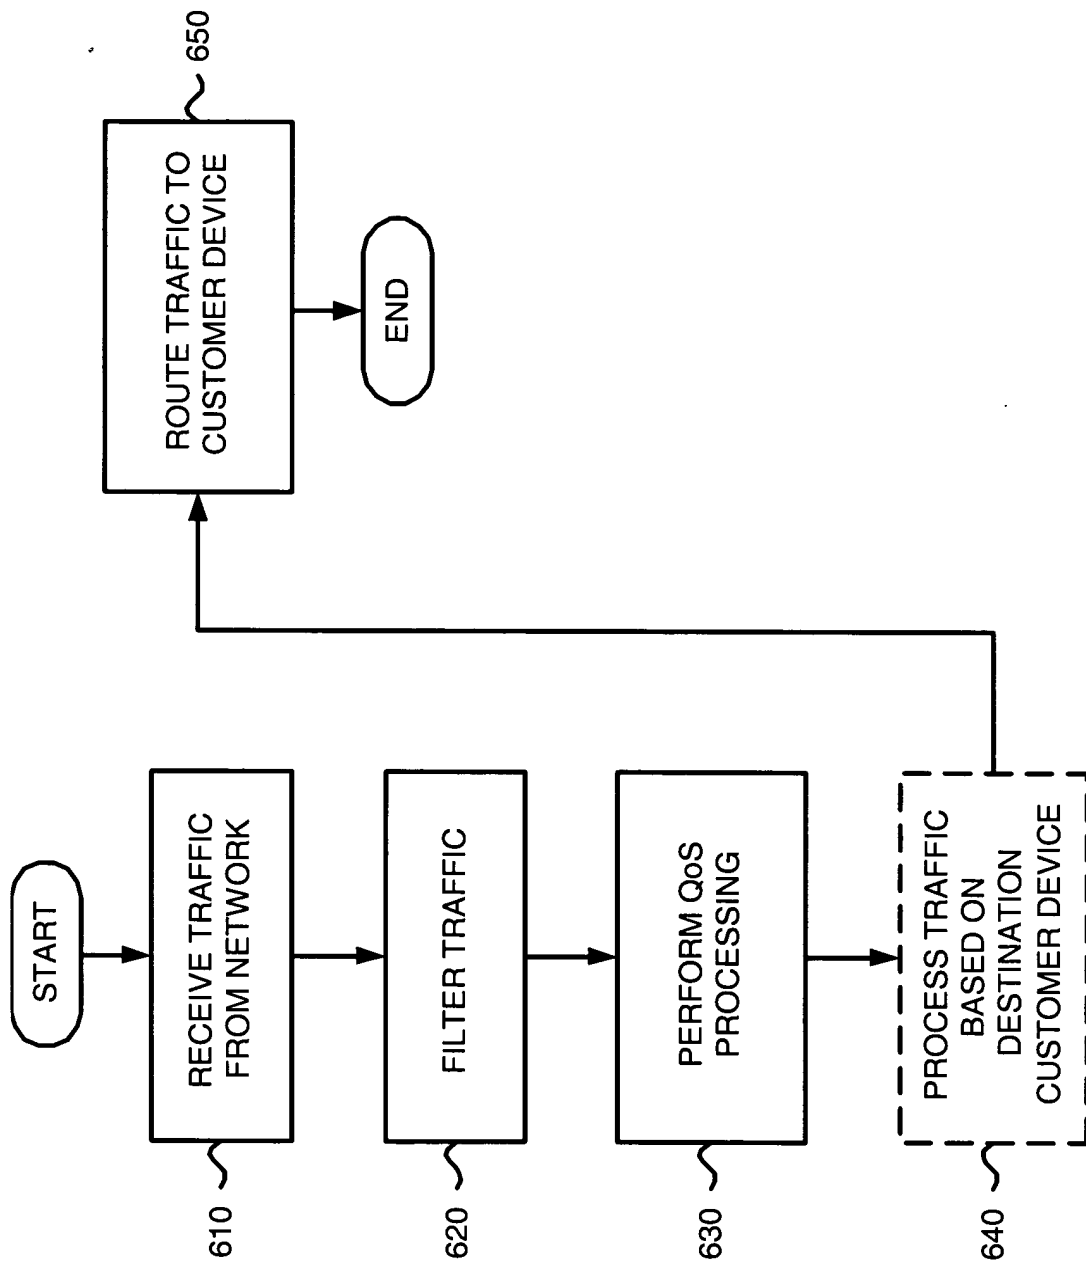 START
610
RECEIVE TRAFFIC
FROM NETWORK
620
FILTER TRAFFIC
630
PERFORM QoS
PROCESSING
640
PROCESS TRAFFIC
BASED ON
DESTINATION
CUSTOMER DEVICE
650
ROUTE TRAFFIC TO
CUSTOMER DEVICE
END